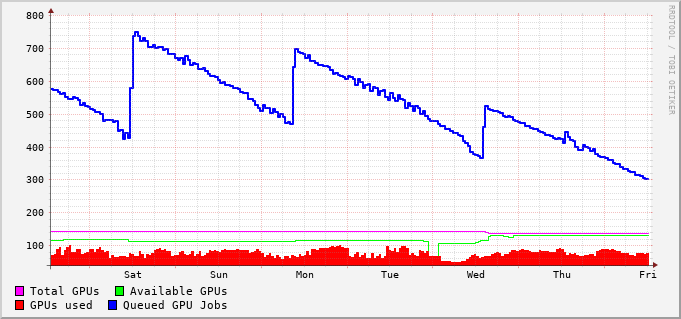 800
700
600
500
400
300
200
100
Sat Sun Mon Tue Wed Thu Fri
Total GPUs Available GPUs
GPUs used Queued GPU Jobs
RRDTOOL / TOBI OETIKER